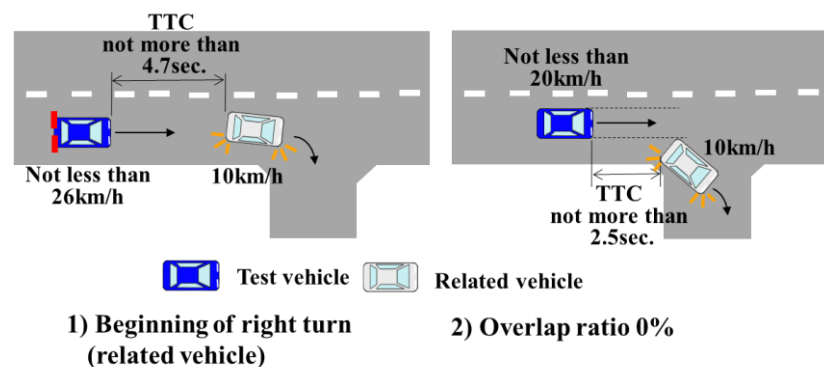 TTC
not more than
4.7sec.
Not less than
26km/h
10km/h
Not less than
20km/h
10km/h
TTC
not more than
2.5sec.
Test vehicle
Related vehicle
1) Beginning of right turn
(related vehicle)
2) Overlap ratio 0%